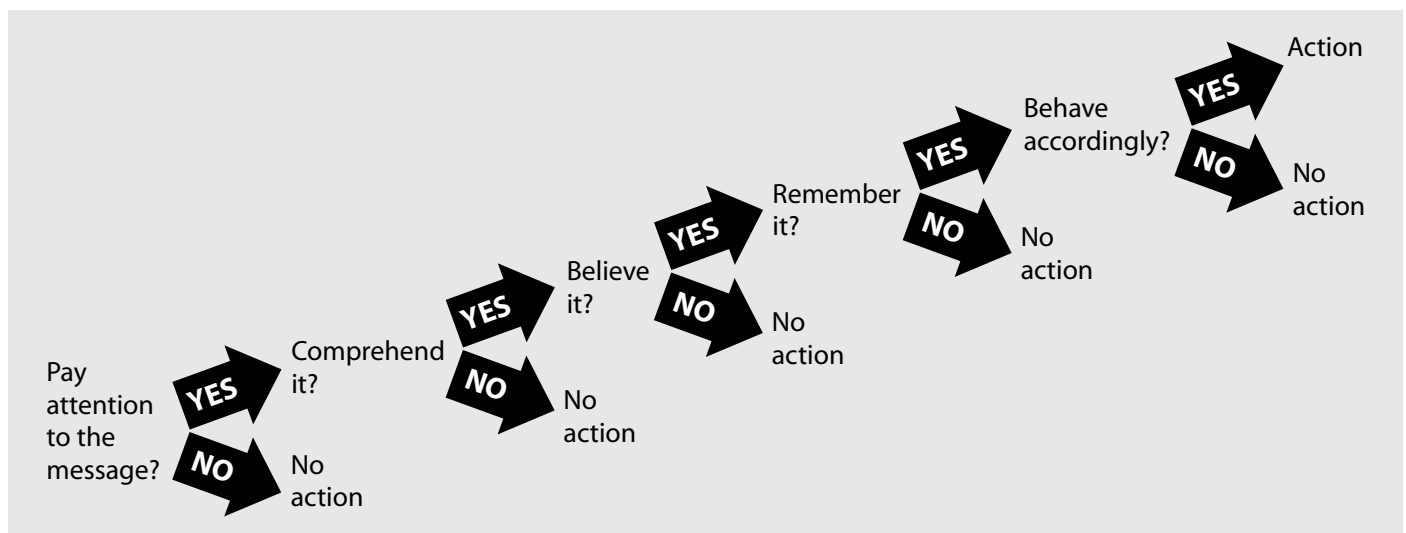 Pay
attention
to the
message?
YES
NO
Comprehend
it?
No
action
YES
NO
Believe
it?
No
action
YES
NO
Remember
it?
No
action
YES
NO
Behave
accordingly?
No
action
YES
NO
Action
No
action